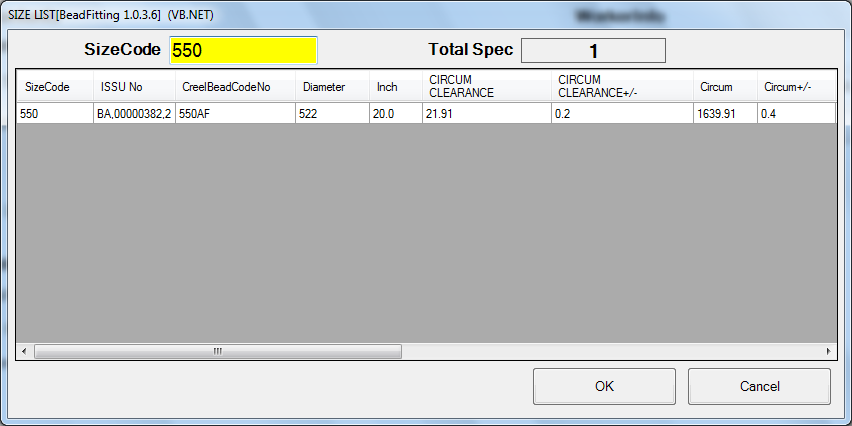 SIZE LIST[BeadFitting 1.0.3.6] (VB.NET)
SizeCode 550 Total Spec 1
SizeCode ISSU No CreelBeadCodeNo Diameter Inch CIRCUM CLEARANCE CIRCUM CLEARANCE+/- Circum Circum+/-
550 BA,00000382,2 550AF 522 20.0 21.91 0.2 1639.91 0.4
OK Cancel